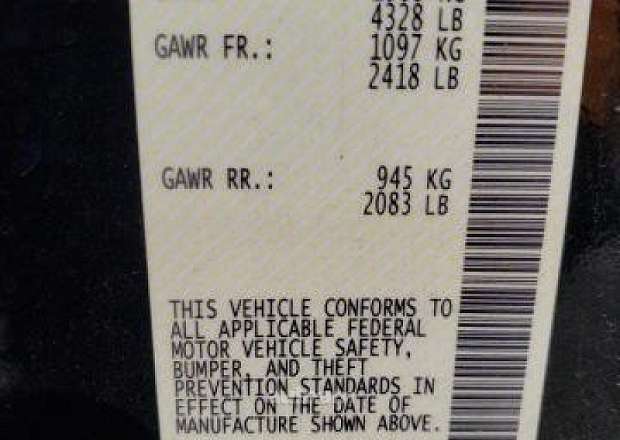 4328 LB
GAWR FR.: 1097 KG
2418 LB
GAWR RR.: 945 KG
2083 LB
THIS VEHICLE CONFORMS TO
ALL APPLICABLE FEDERAL
MOTOR VEHICLE SAFETY,
BUMPER, AND THEFT
PREVENTION STANDARDS IN
EFFECT ON THE DATE OF
MANUFACTURE SHOWN ABOVE.